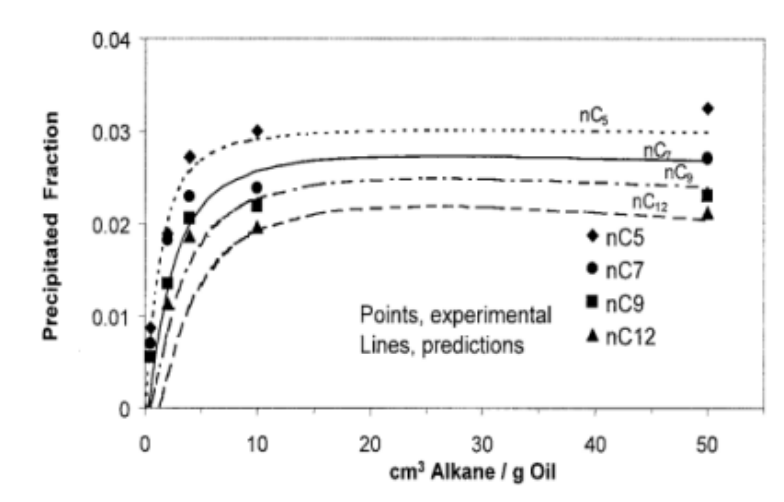 0.04
0.03
0.02
0.01
0
Precipitated Fraction
nC5
nC7
nC9
nC12
nC5
nC7
nC9
nC12
Points, experimental
Lines, predictions
0 10 20 30 40 50
cm³ Alkane / g Oil